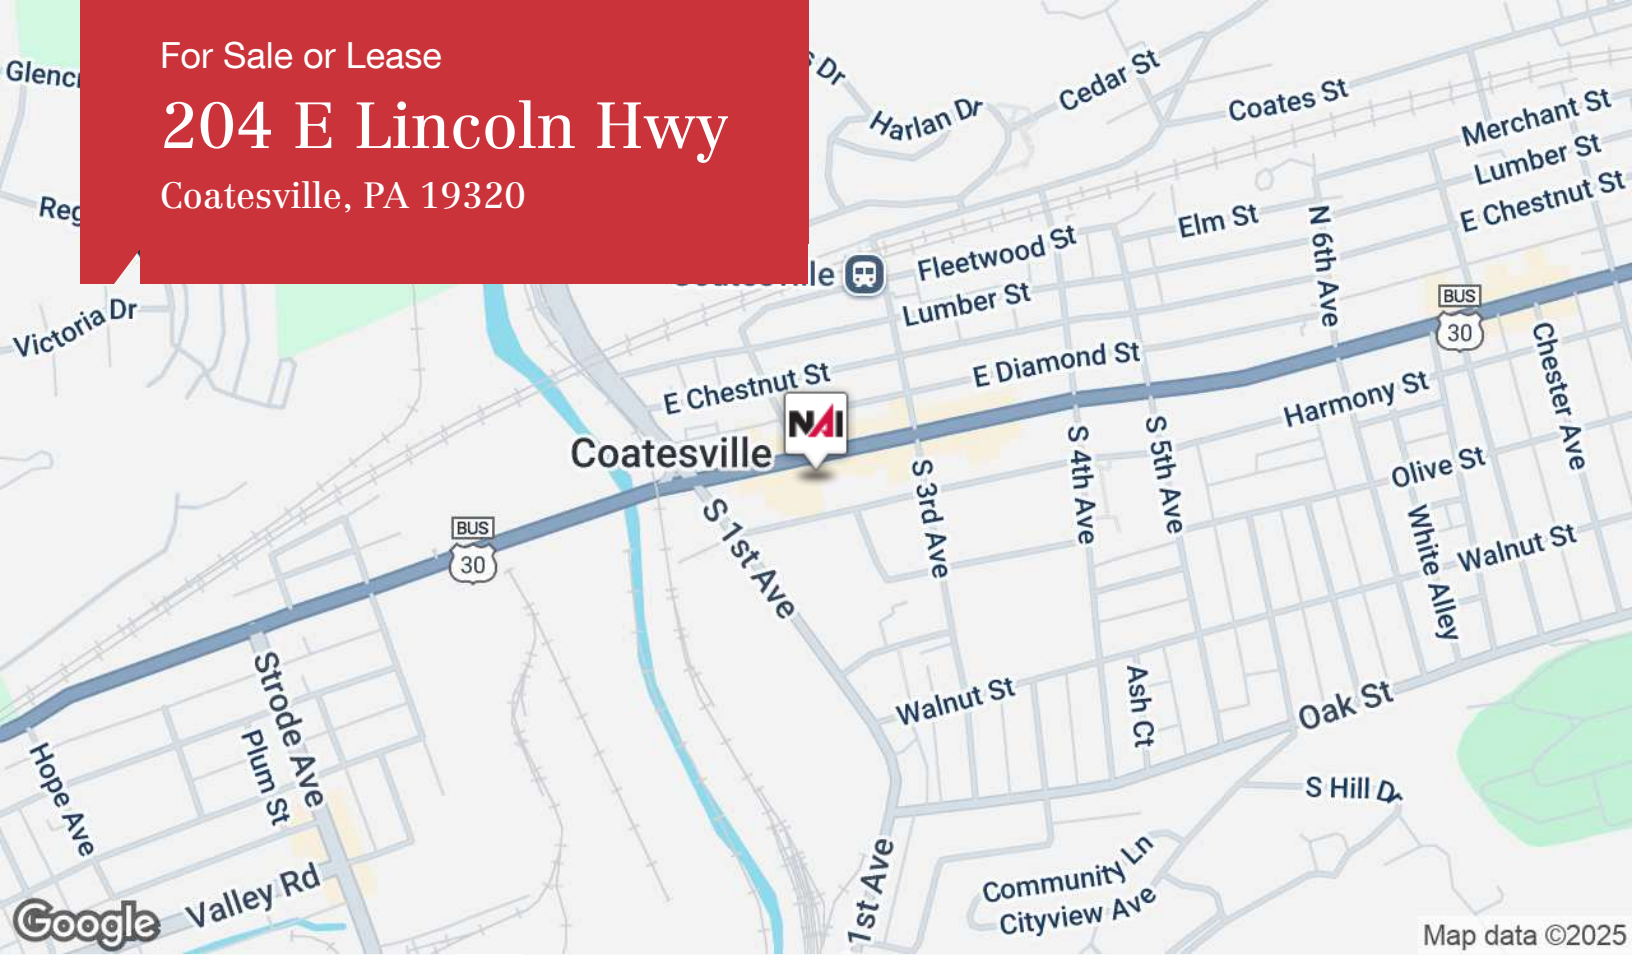 For Sale or Lease
204 E Lincoln Hwy
Coatesville, PA 19320
Dr
Harlan Dr
Cedar St
Coates St
Merchant St
Lumber St
E Chestnut St
Elm St
N 6th Ave
Fleetwood St
Lumber St
Victoria Dr
E Chestnut St
E Diamond St
BUS
30
Chester Ave
Harmony St
NAI
Coatesville
S 3rd Ave
S 4th Ave
S 5th Ave
Olive St
White Alley
Walnut St
S 1st Ave
BUS
30
Strode Ave
Plum St
Hope Ave
Valley Rd
Walnut St
Ash Ct
Oak St
S Hill Dr
1st Ave
Community Ln
Cityview Ave
Google
Map data ©2025